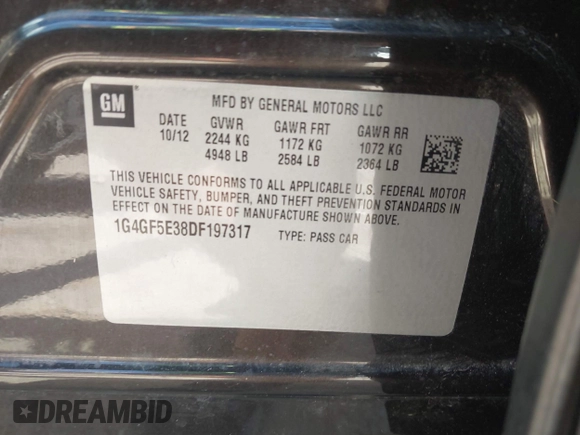 GM
MFD BY GENERAL MOTORS LLC
DATE GVWR GAWR FRT GAWR RR
10/12 2244 KG 1172 KG 1072 KG
4948 LB 2584 LB 2364 LB
THIS VEHICLE CONFORMS TO ALL APPLICABLE U.S. FEDERAL MOTOR
VEHICLE SAFETY, BUMPER, AND THEFT PREVENTION STANDARDS IN
EFFECT ON THE DATE OF MANUFACTURE SHOWN ABOVE.
1G4GF5E38DF197317 TYPE: PASS CAR
DREAMBID